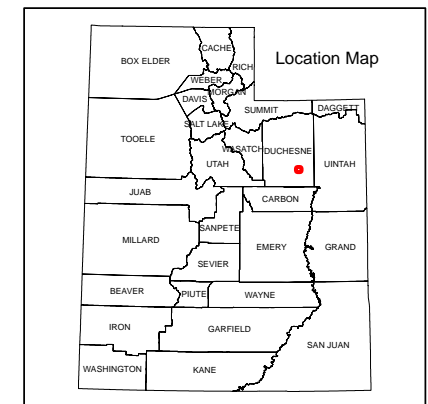 Location Map
CACHE
BOX ELDER
RICH
WEBER
MORGAN
DAVIS
SUMMIT
DAGGETT
SALT LAKE
TOOELE
WASATCH
DUCHESNE
UTAH
UINTAH
JUAB
CARBON
SANPETE
MILLARD
EMERY
GRAND
SEVIER
BEAVER
PIUTE
WAYNE
IRON
GARFIELD
SAN JUAN
WASHINGTON
KANE